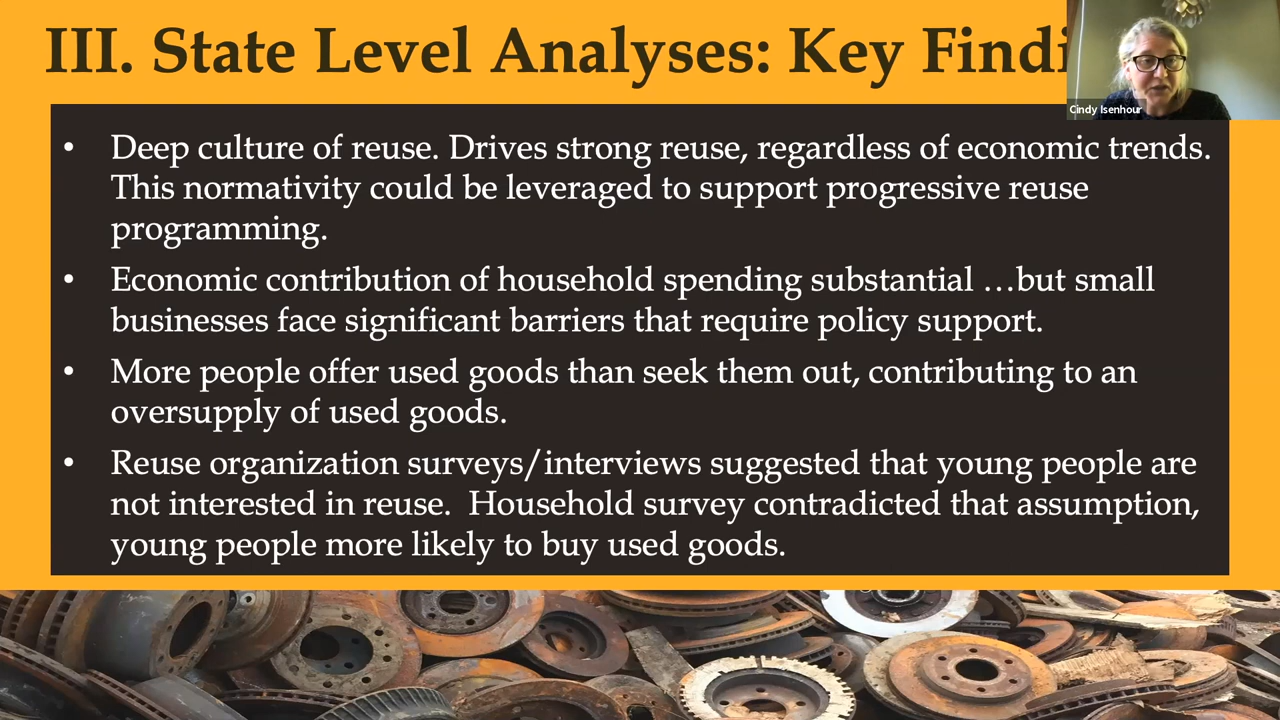 III. State Level Analyses: Key Findi
Cindy Isenhour
• Deep culture of reuse. Drives strong reuse, regardless of economic trends.
This normativity could be leveraged to support progressive reuse
programming.
• Economic contribution of household spending substantial …but small
businesses face significant barriers that require policy support.
• More people offer used goods than seek them out, contributing to an
oversupply of used goods.
• Reuse organization surveys/interviews suggested that young people are
not interested in reuse.  Household survey contradicted that assumption,
young people more likely to buy used goods.